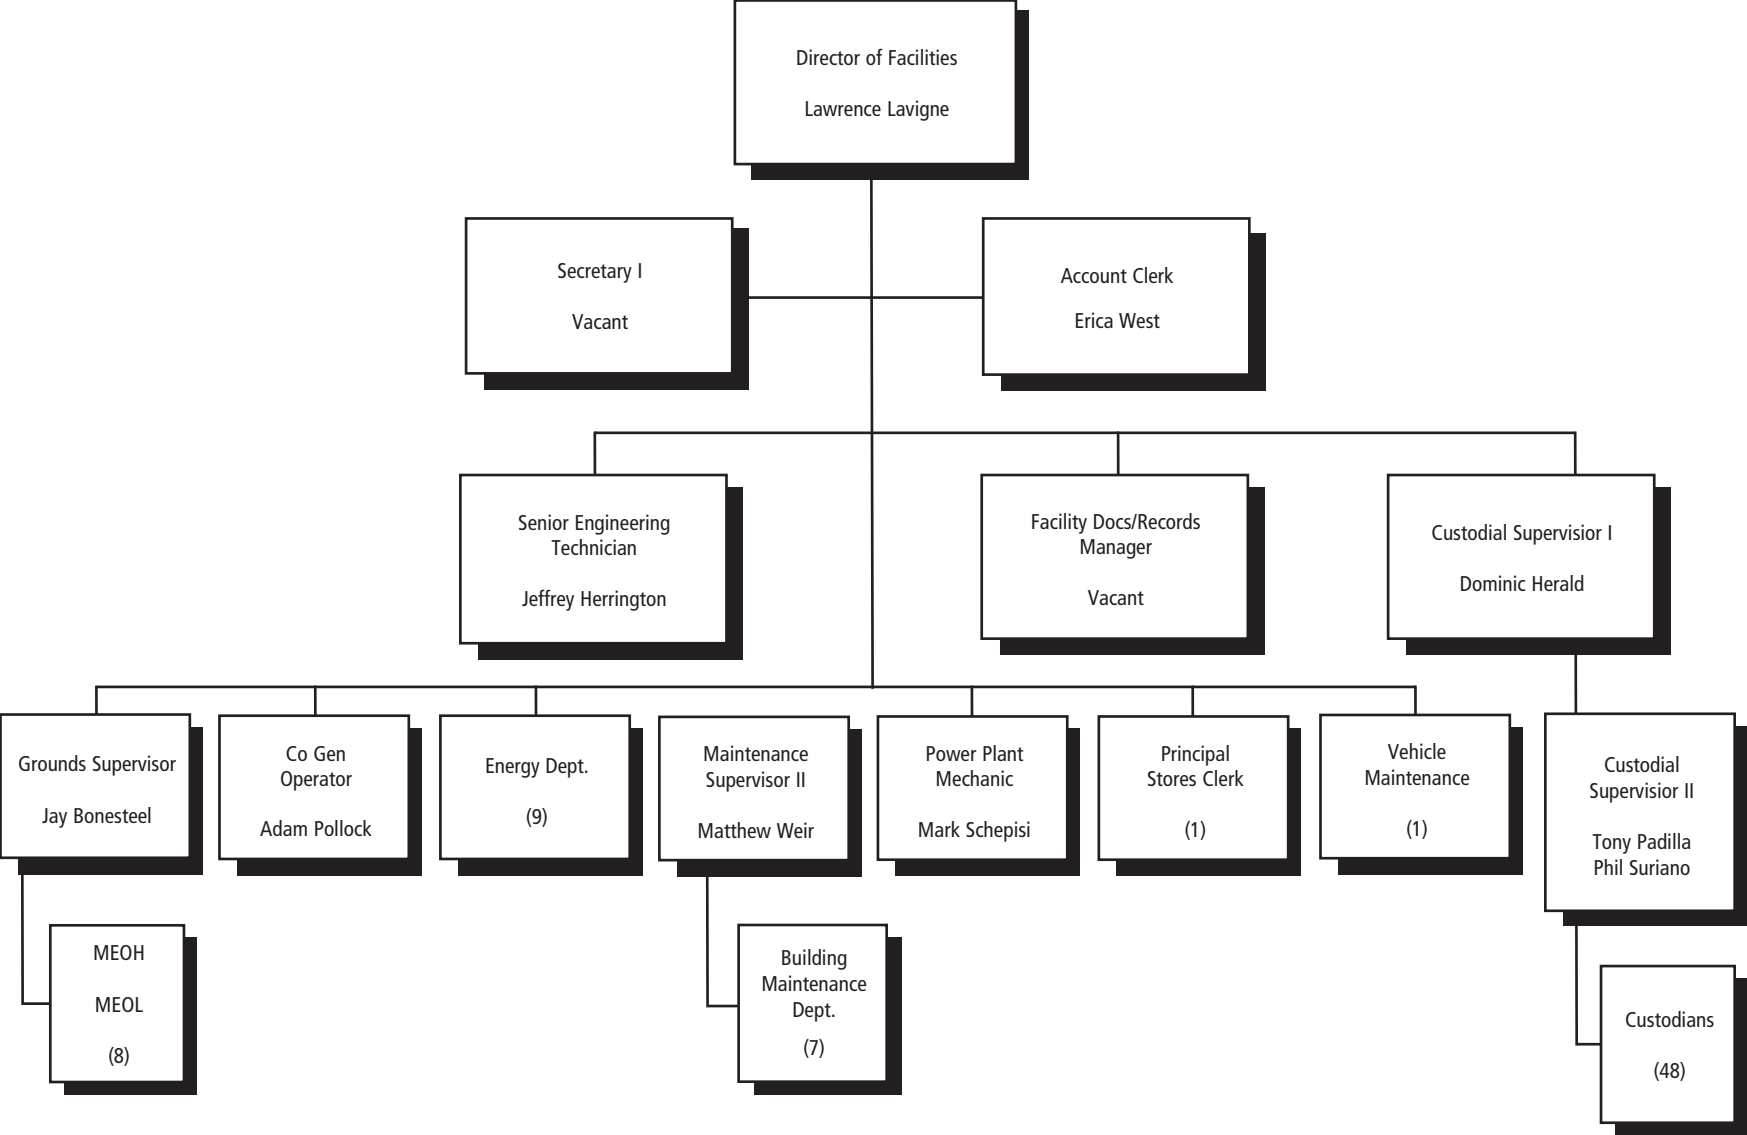 Director of Facilities
Lawrence Lavigne
Secretary I
Vacant
Account Clerk
Erica West
Senior Engineering
Technician
Jeffrey Herrington
Facility Docs/Records
Manager
Vacant
Custodial Supervisior I
Dominic Herald
Grounds Supervisor
Jay Bonesteel
Co Gen
Operator
Adam Pollock
Energy Dept.
(9)
Maintenance
Supervisor II
Matthew Weir
Power Plant
Mechanic
Mark Schepisi
Principal
Stores Clerk
(1)
Vehicle
Maintenance
(1)
Custodial
Supervisior II
Tony Padilla
Phil Suriano
MEOH
MEOL
(8)
Building
Maintenance
Dept.
(7)
Custodians
(48)